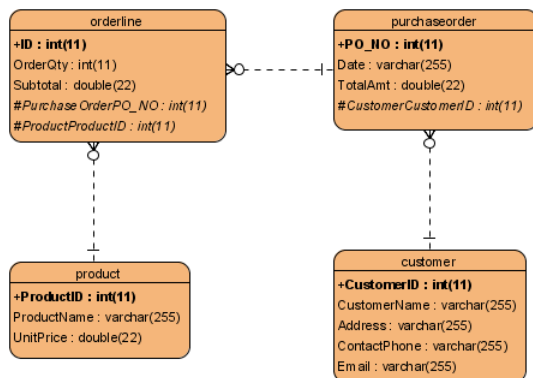 orderline
+ID : int(11)
OrderQty : int(11)
Subtotal : double(22)
#PurchaseOrderPO_NO : int(11)
#ProductProductID : int(11)
purchaseorder
+PO_NO : int(11)
Date : varchar(255)
TotalAmt : double(22)
#CustomerCustomerID : int(11)
product
+ProductID : int(11)
ProductName : varchar(255)
UnitPrice : double(22)
customer
+CustomerID : int(11)
CustomerName : varchar(255)
Address : varchar(255)
ContactPhone : varchar(255)
Email : varchar(255)